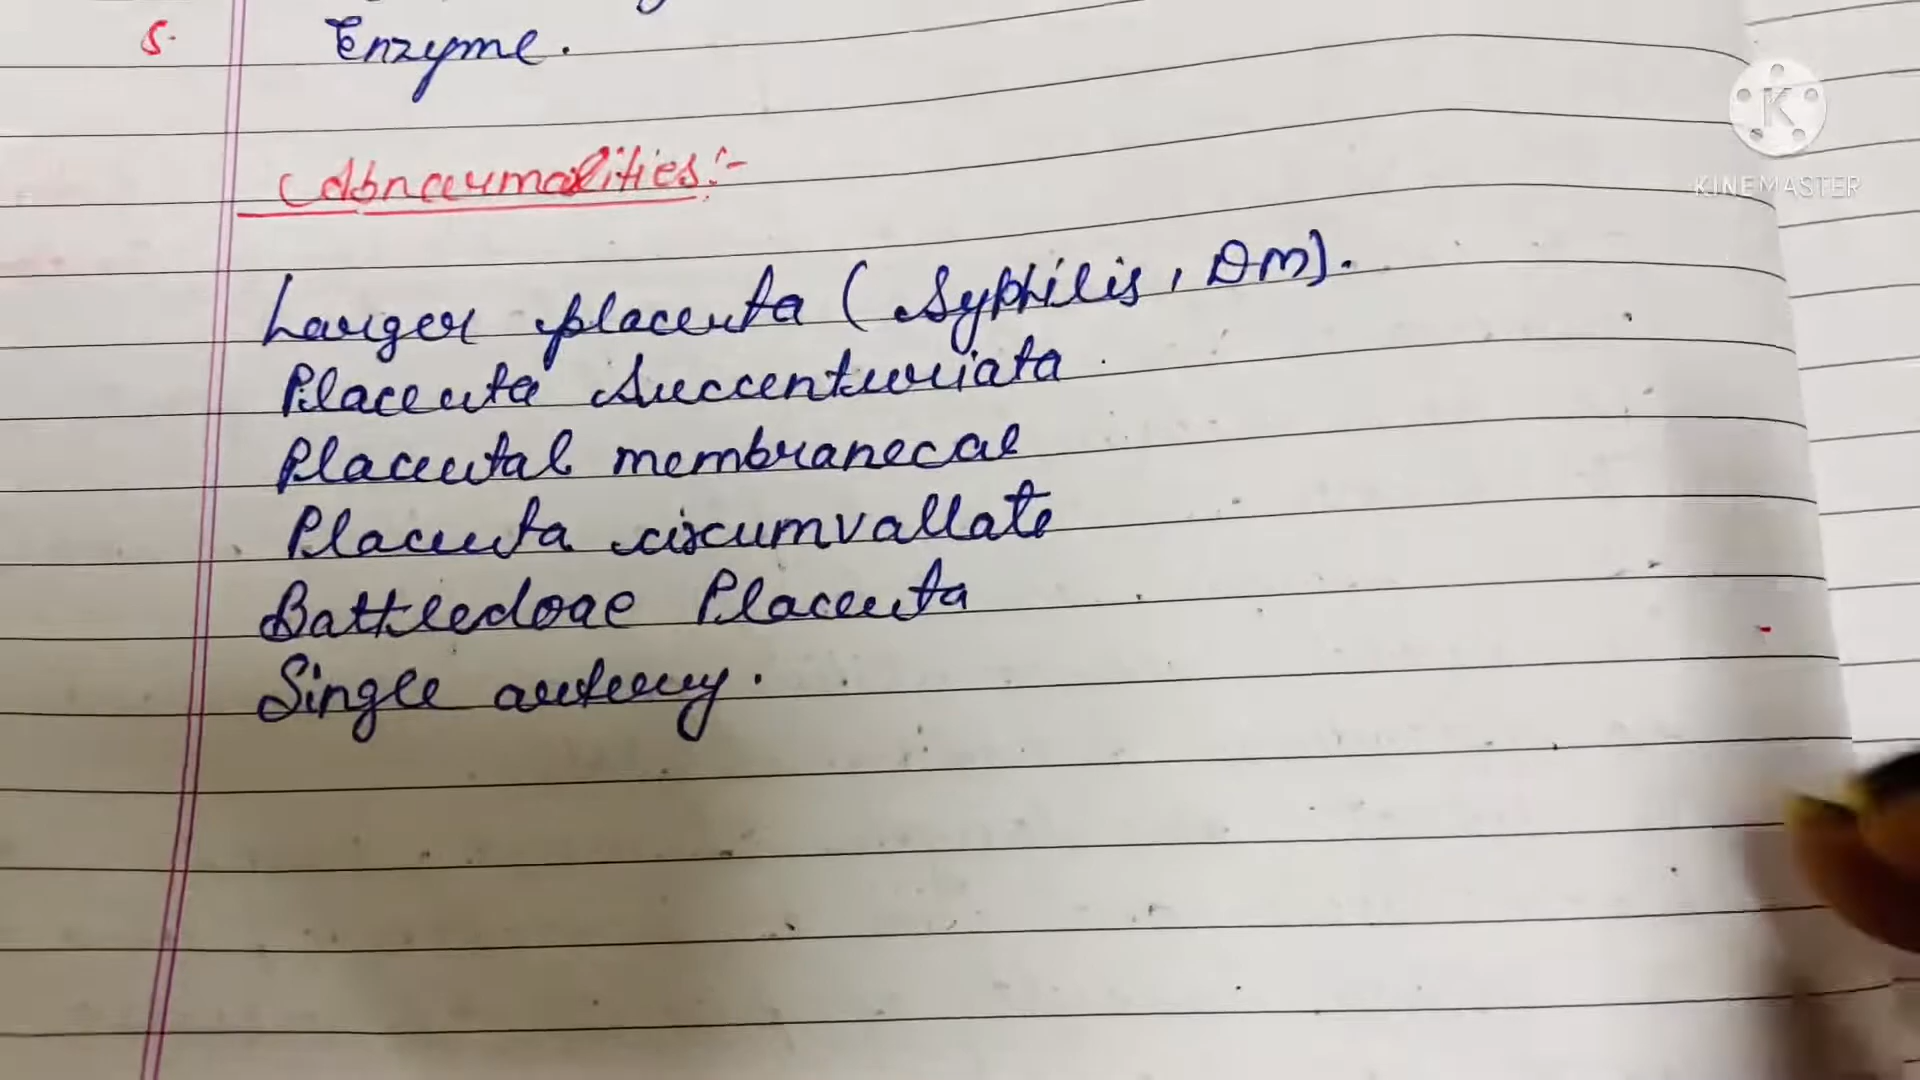 5. Enzyme.
KINEMASTER
Abnormalities:-
Larger placenta (Syphilis, DM).
Placenta Succenturiata
Placental membranecal
Placenta circumvallate
Battledoae Placenta
Single artery.